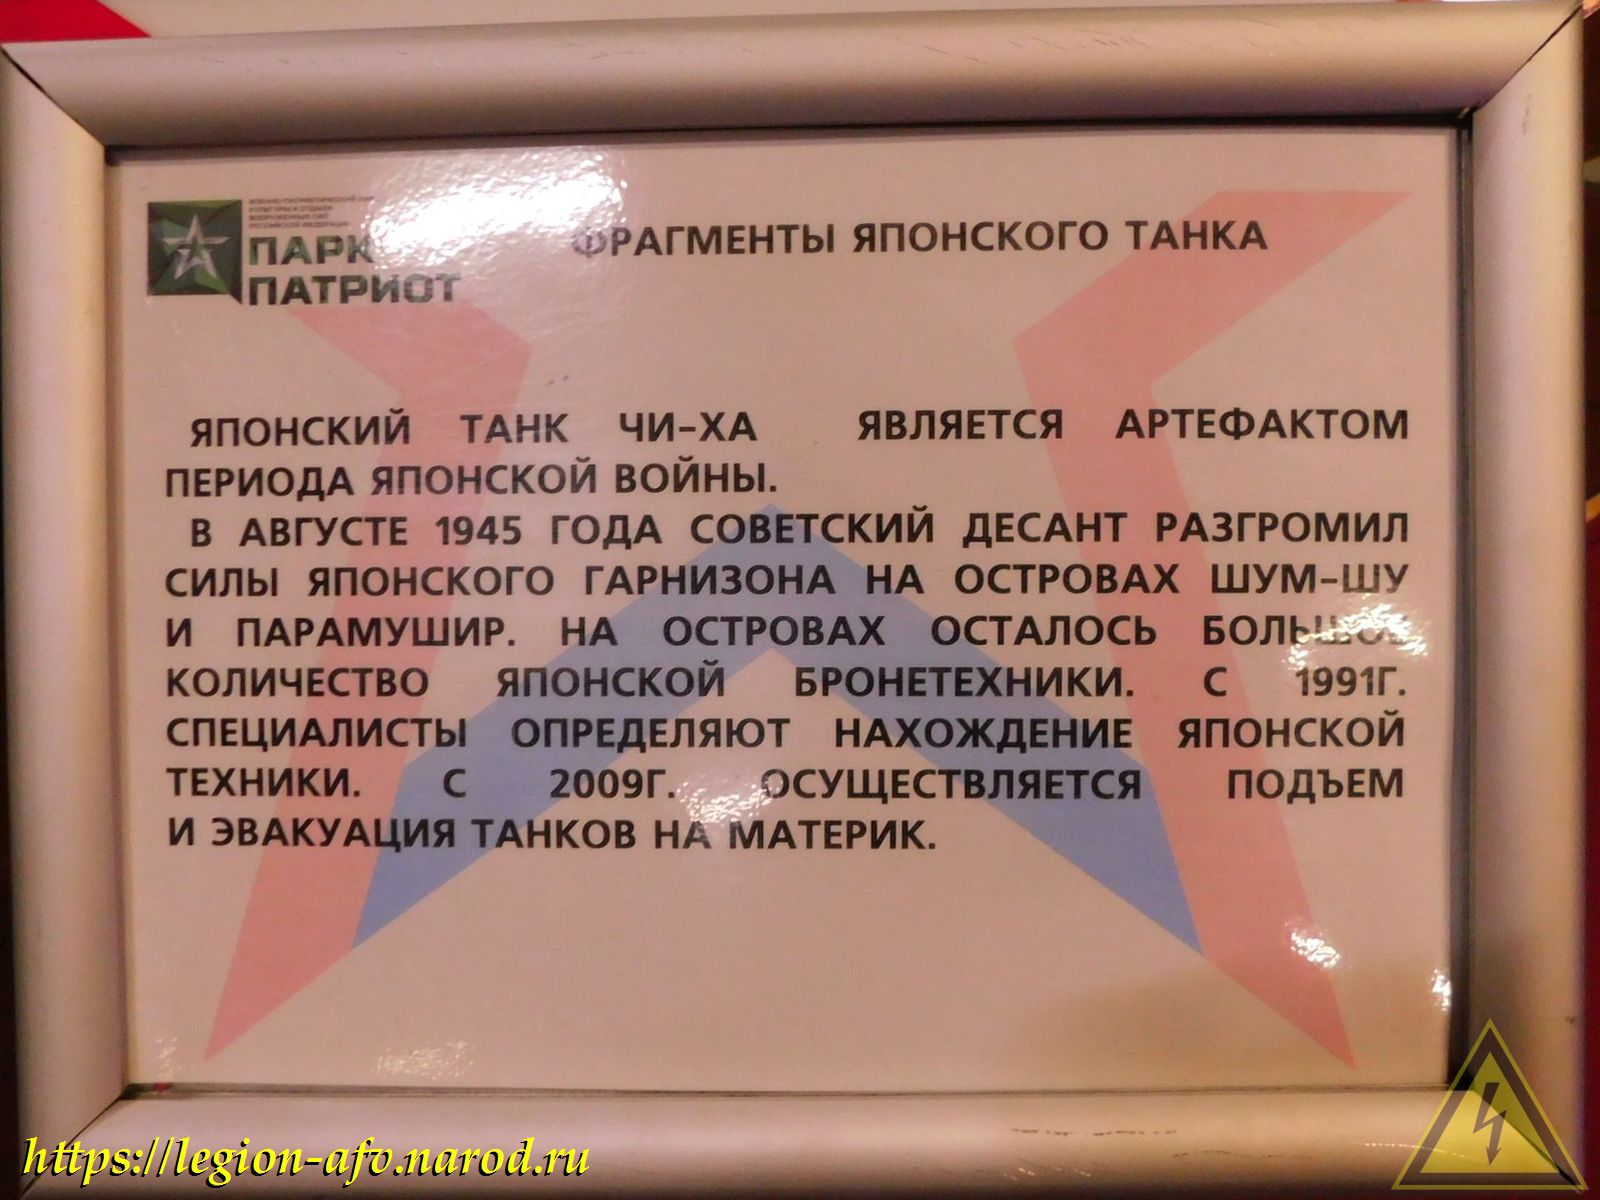 ПАРК
ПАТРИОТ
ФРАГМЕНТЫ ЯПОНСКОГО ТАНКА
ЯПОНСКИЙ ТАНК ЧИ-ХА ЯВЛЯЕТСЯ АРТЕФАКТОМ
ПЕРИОДА ЯПОНСКОЙ ВОЙНЫ.
В АВГУСТЕ 1945 ГОДА СОВЕТСКИЙ ДЕСАНТ РАЗГРОМИЛ
СИЛЫ ЯПОНСКОГО ГАРНИЗОНА НА ОСТРОВАХ ШУМ-ШУ
И ПАРАМУШИР. НА ОСТРОВАХ ОСТАЛОСЬ БОЛЬШОЕ
КОЛИЧЕСТВО ЯПОНСКОЙ БРОНЕТЕХНИКИ. С 1991Г.
СПЕЦИАЛИСТЫ ОПРЕДЕЛЯЮТ НАХОЖДЕНИЕ ЯПОНСКОЙ
ТЕХНИКИ. С 2009Г. ОСУЩЕСТВЛЯЕТСЯ ПОДЪЕМ
И ЭВАКУАЦИЯ ТАНКОВ НА МАТЕРИК.
https://legion-afv.narod.ru